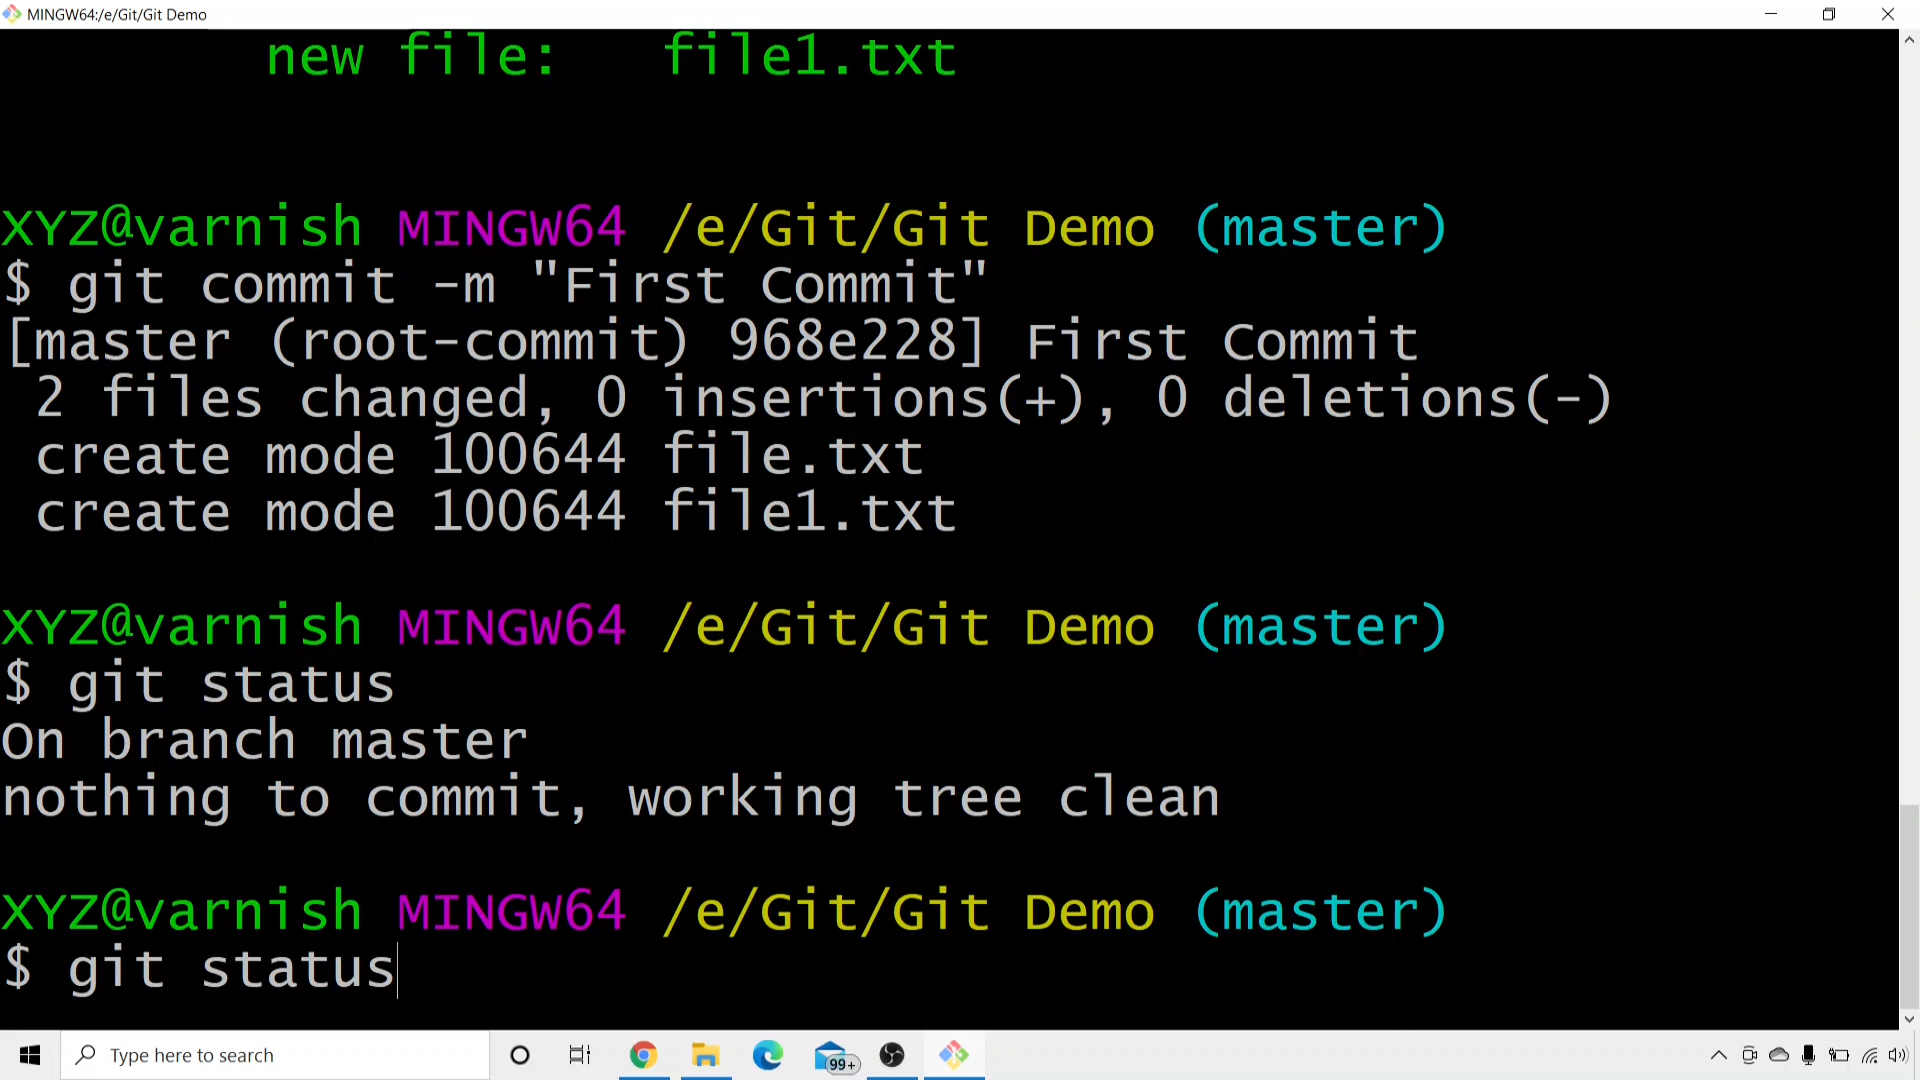 MINGW64:/e/Git/Git Demo
new file: file1.txt
XYZ@varnish MINGW64 /e/Git/Git Demo (master)
$ git commit -m "First Commit"
[master (root-commit) 968e228] First Commit
2 files changed, 0 insertions(+), 0 deletions(-)
create mode 100644 file.txt
create mode 100644 file1.txt
XYZ@varnish MINGW64 /e/Git/Git Demo (master)
$ git status
On branch master
nothing to commit, working tree clean
XYZ@varnish MINGW64 /e/Git/Git Demo (master)
$ git status
Type here to search
99+